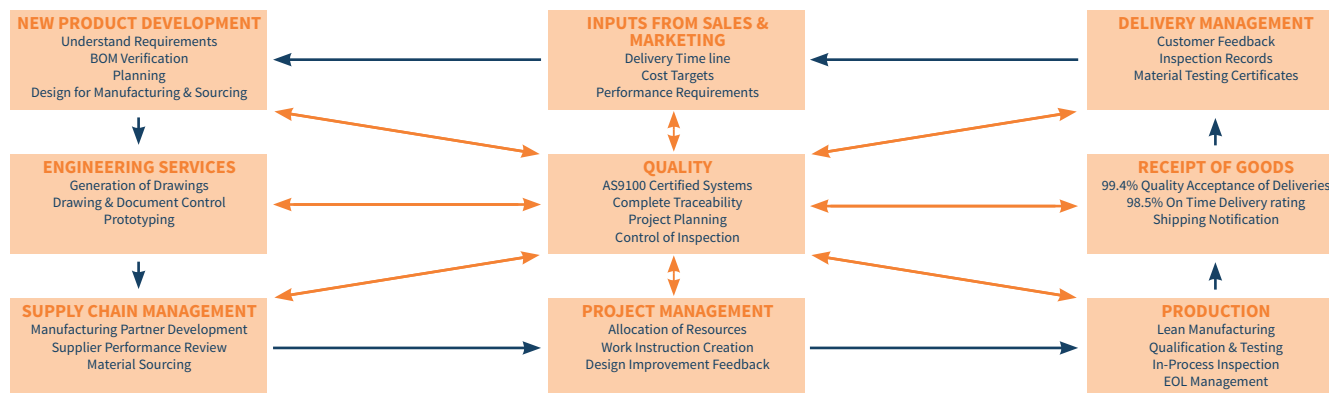 NEW PRODUCT DEVELOPMENT
Understand Requirements
BOM Verification
Planning
Design for Manufacturing & Sourcing
INPUTS FROM SALES &
MARKETING
Delivery Time line
Cost Targets
Performance Requirements
DELIVERY MANAGEMENT
Customer Feedback
Inspection Records
Material Testing Certificates
ENGINEERING SERVICES
Generation of Drawings
Drawing & Document Control
Prototyping
QUALITY
AS9100 Certified Systems
Complete Traceability
Project Planning
Control of Inspection
RECEIPT OF GOODS
99.4% Quality Acceptance of Deliveries
98.5% On Time Delivery rating
Shipping Notification
SUPPLY CHAIN MANAGEMENT
Manufacturing Partner Development
Supplier Performance Review
Material Sourcing
PROJECT MANAGEMENT
Allocation of Resources
Work Instruction Creation
Design Improvement Feedback
PRODUCTION
Lean Manufacturing
Qualification & Testing
In-Process Inspection
EOL Management